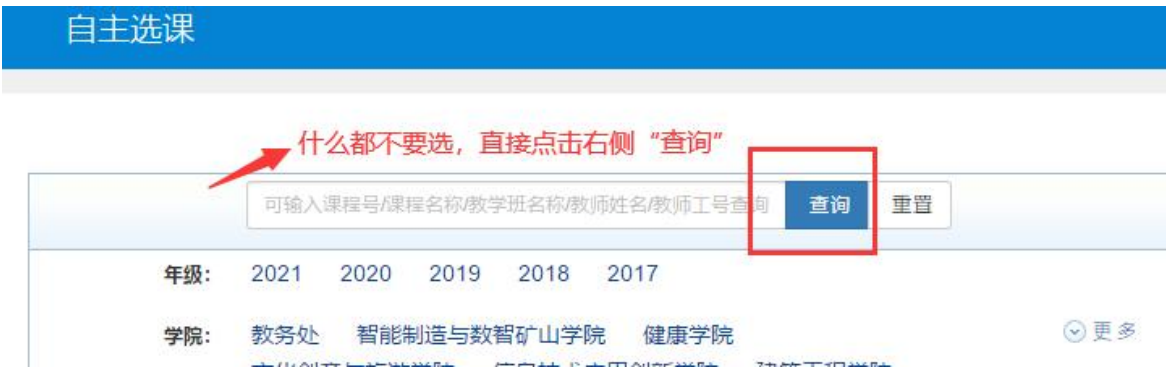 自主选课
什么都不要选，直接点击右侧“查询”
可输入课程号/课程名称/教学班名称/教师姓名/教师工号查询 查询 重置
年级： 2021 2020 2019 2018 2017
学院： 教务处 智能制造与数智矿山学院 健康学院 更多